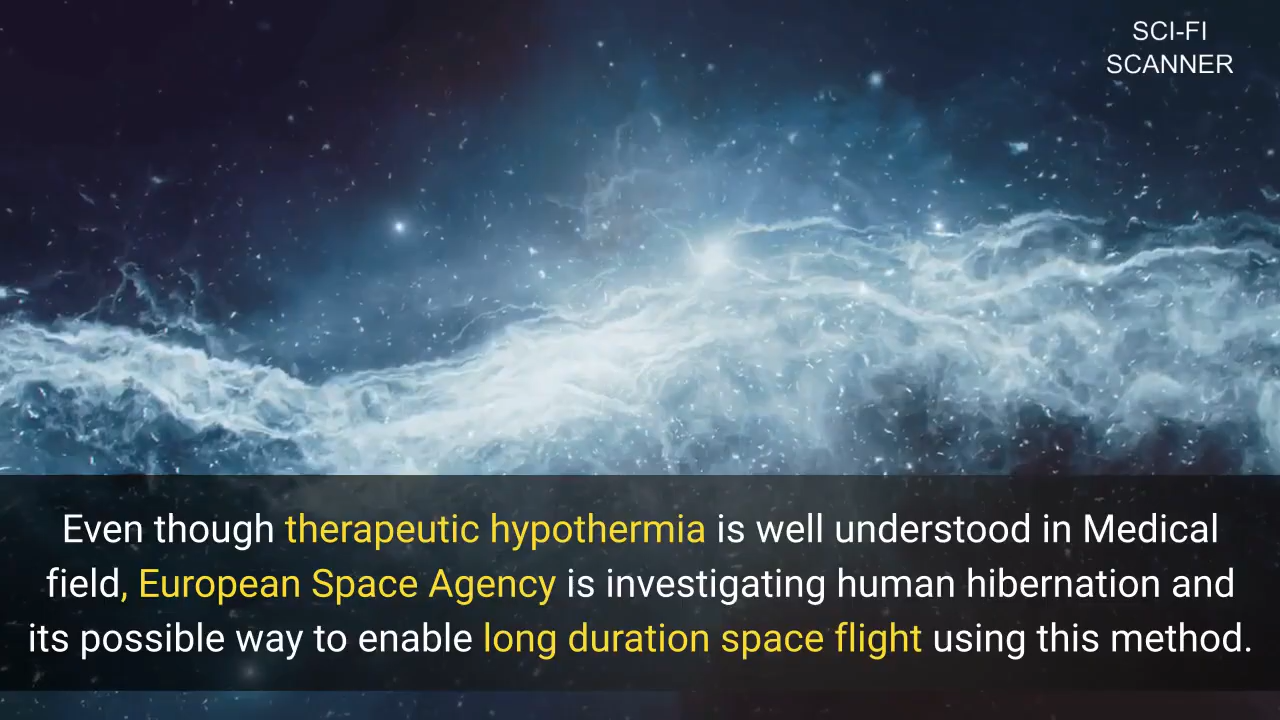 SCI-FI
SCANNER
Even though therapeutic hypothermia is well understood in Medical
field, European Space Agency is investigating human hibernation and
its possible way to enable long duration space flight using this method.